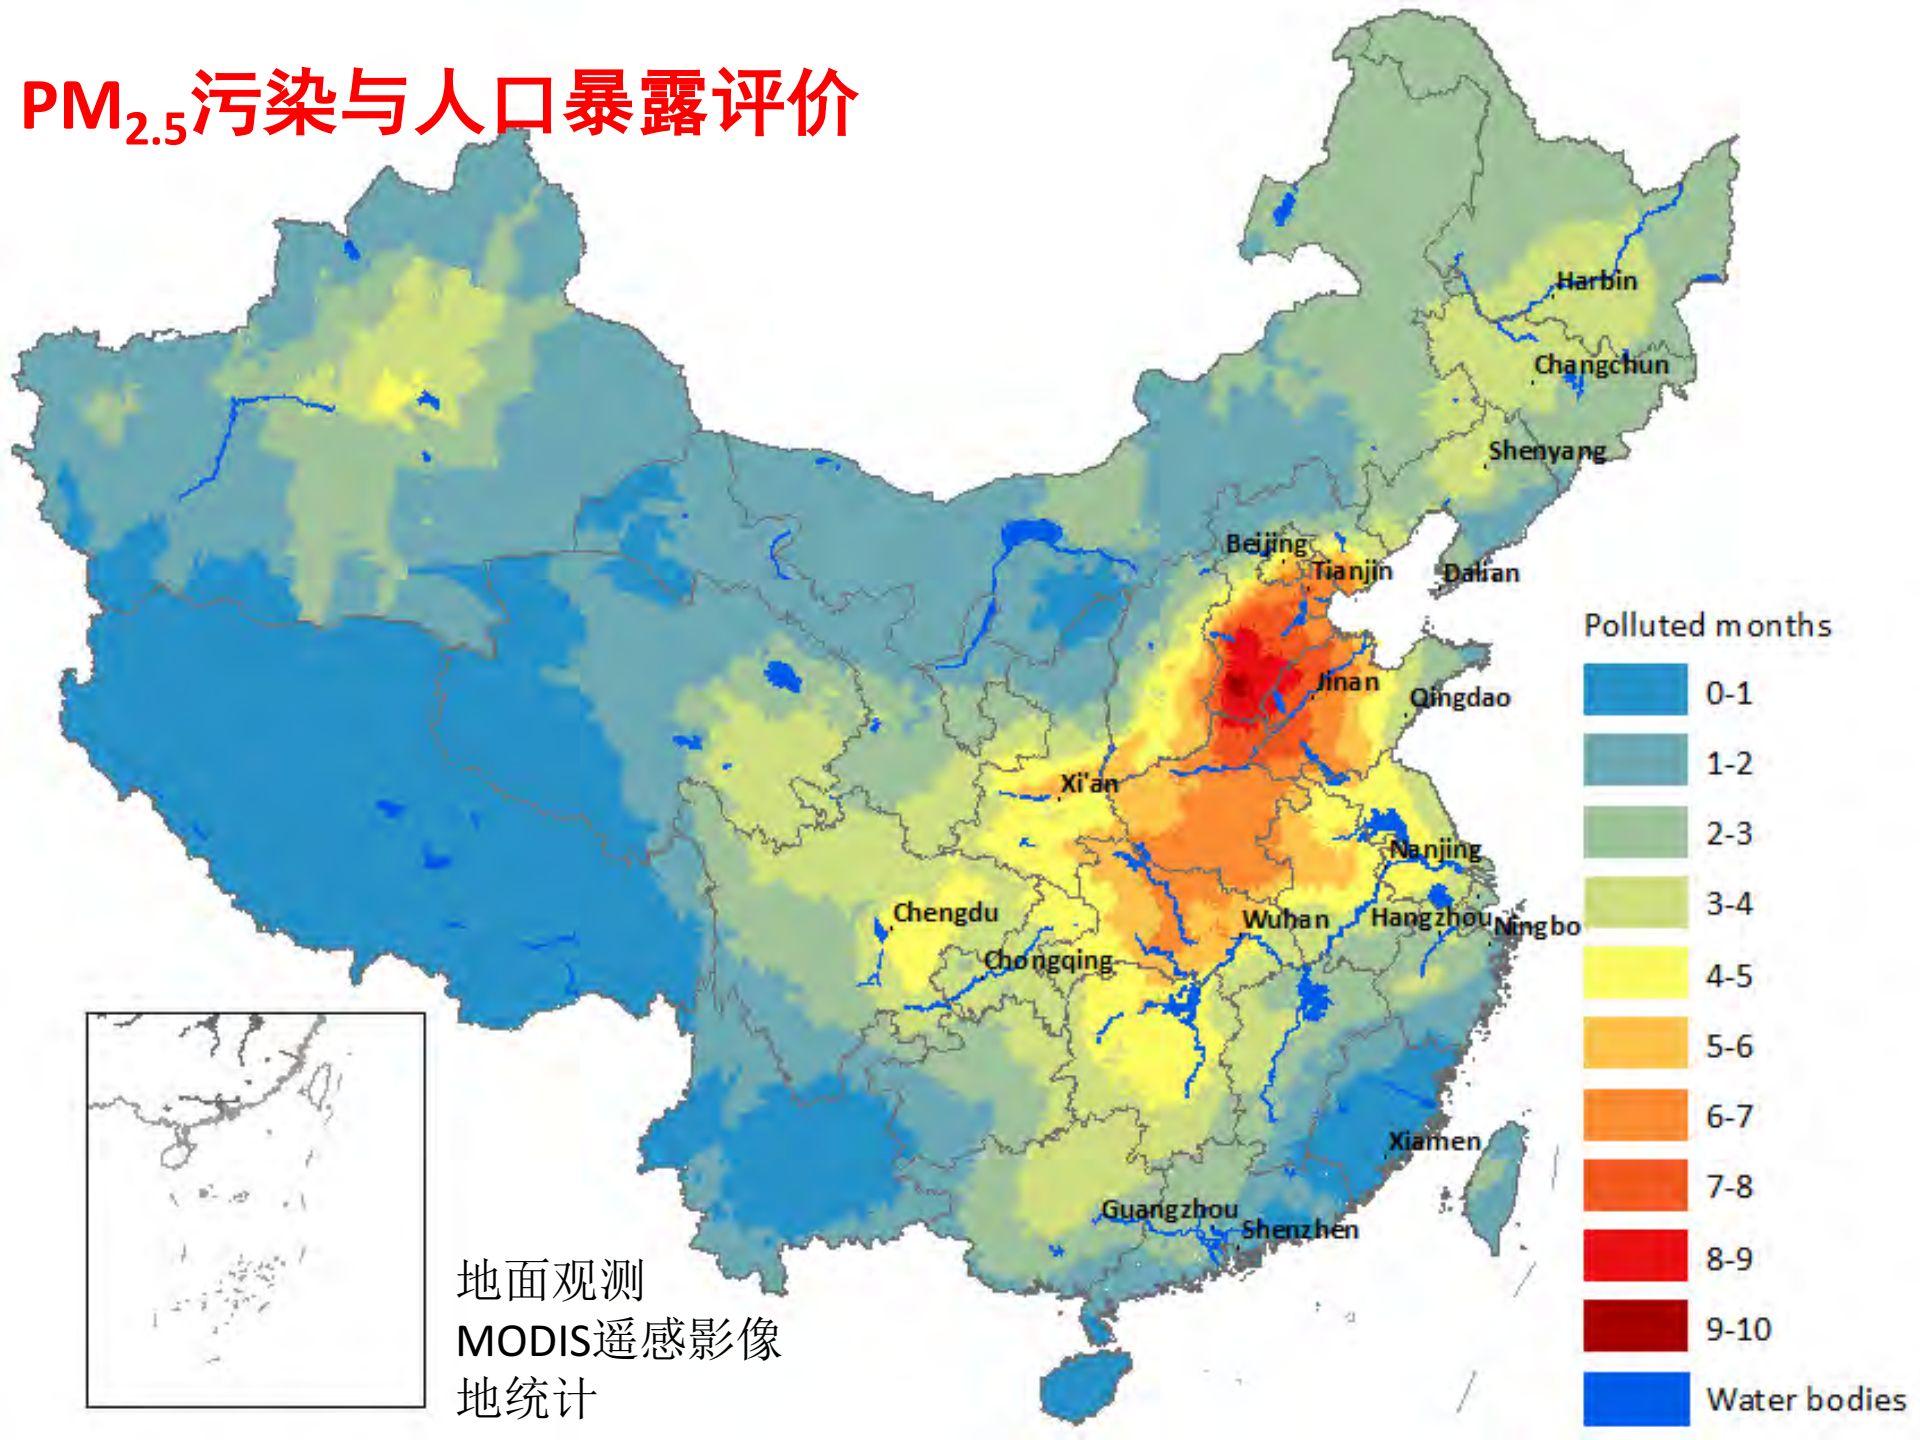 PM2.5污染与人口暴露评价
Harbin
Changchun
Shenyang
Beijing
Tianjin
Dalian
Jinan
Qingdao
Xi'an
Nanjing
Chengdu
Wuhan
Hangzhou
Ningbo
Chongqing
Xiamen
Guangzhou
Shenzhen
Polluted months
0-1
1-2
2-3
3-4
4-5
5-6
6-7
7-8
8-9
9-10
Water bodies
地面观测
MODIS遥感影像
地统计